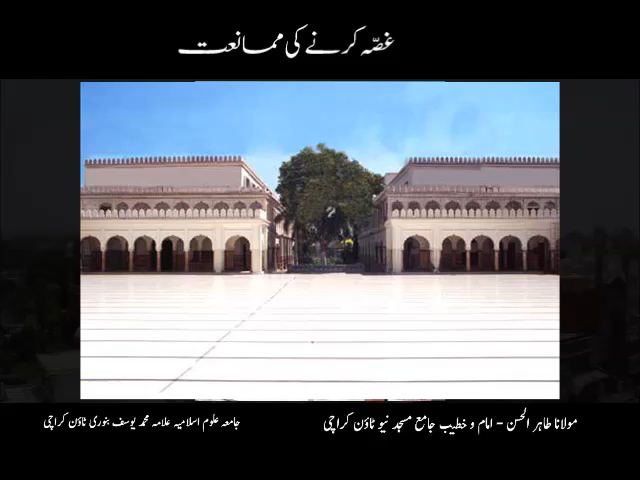 غصّہ کرنے کی ممانعت
مولانا طاہر الحسن - امام و خطیب جامع مسجد نیو ٹاؤن کراچی
جامعہ علوم اسلامیہ علامہ محمد یوسف بنوری ٹاؤن کراچی